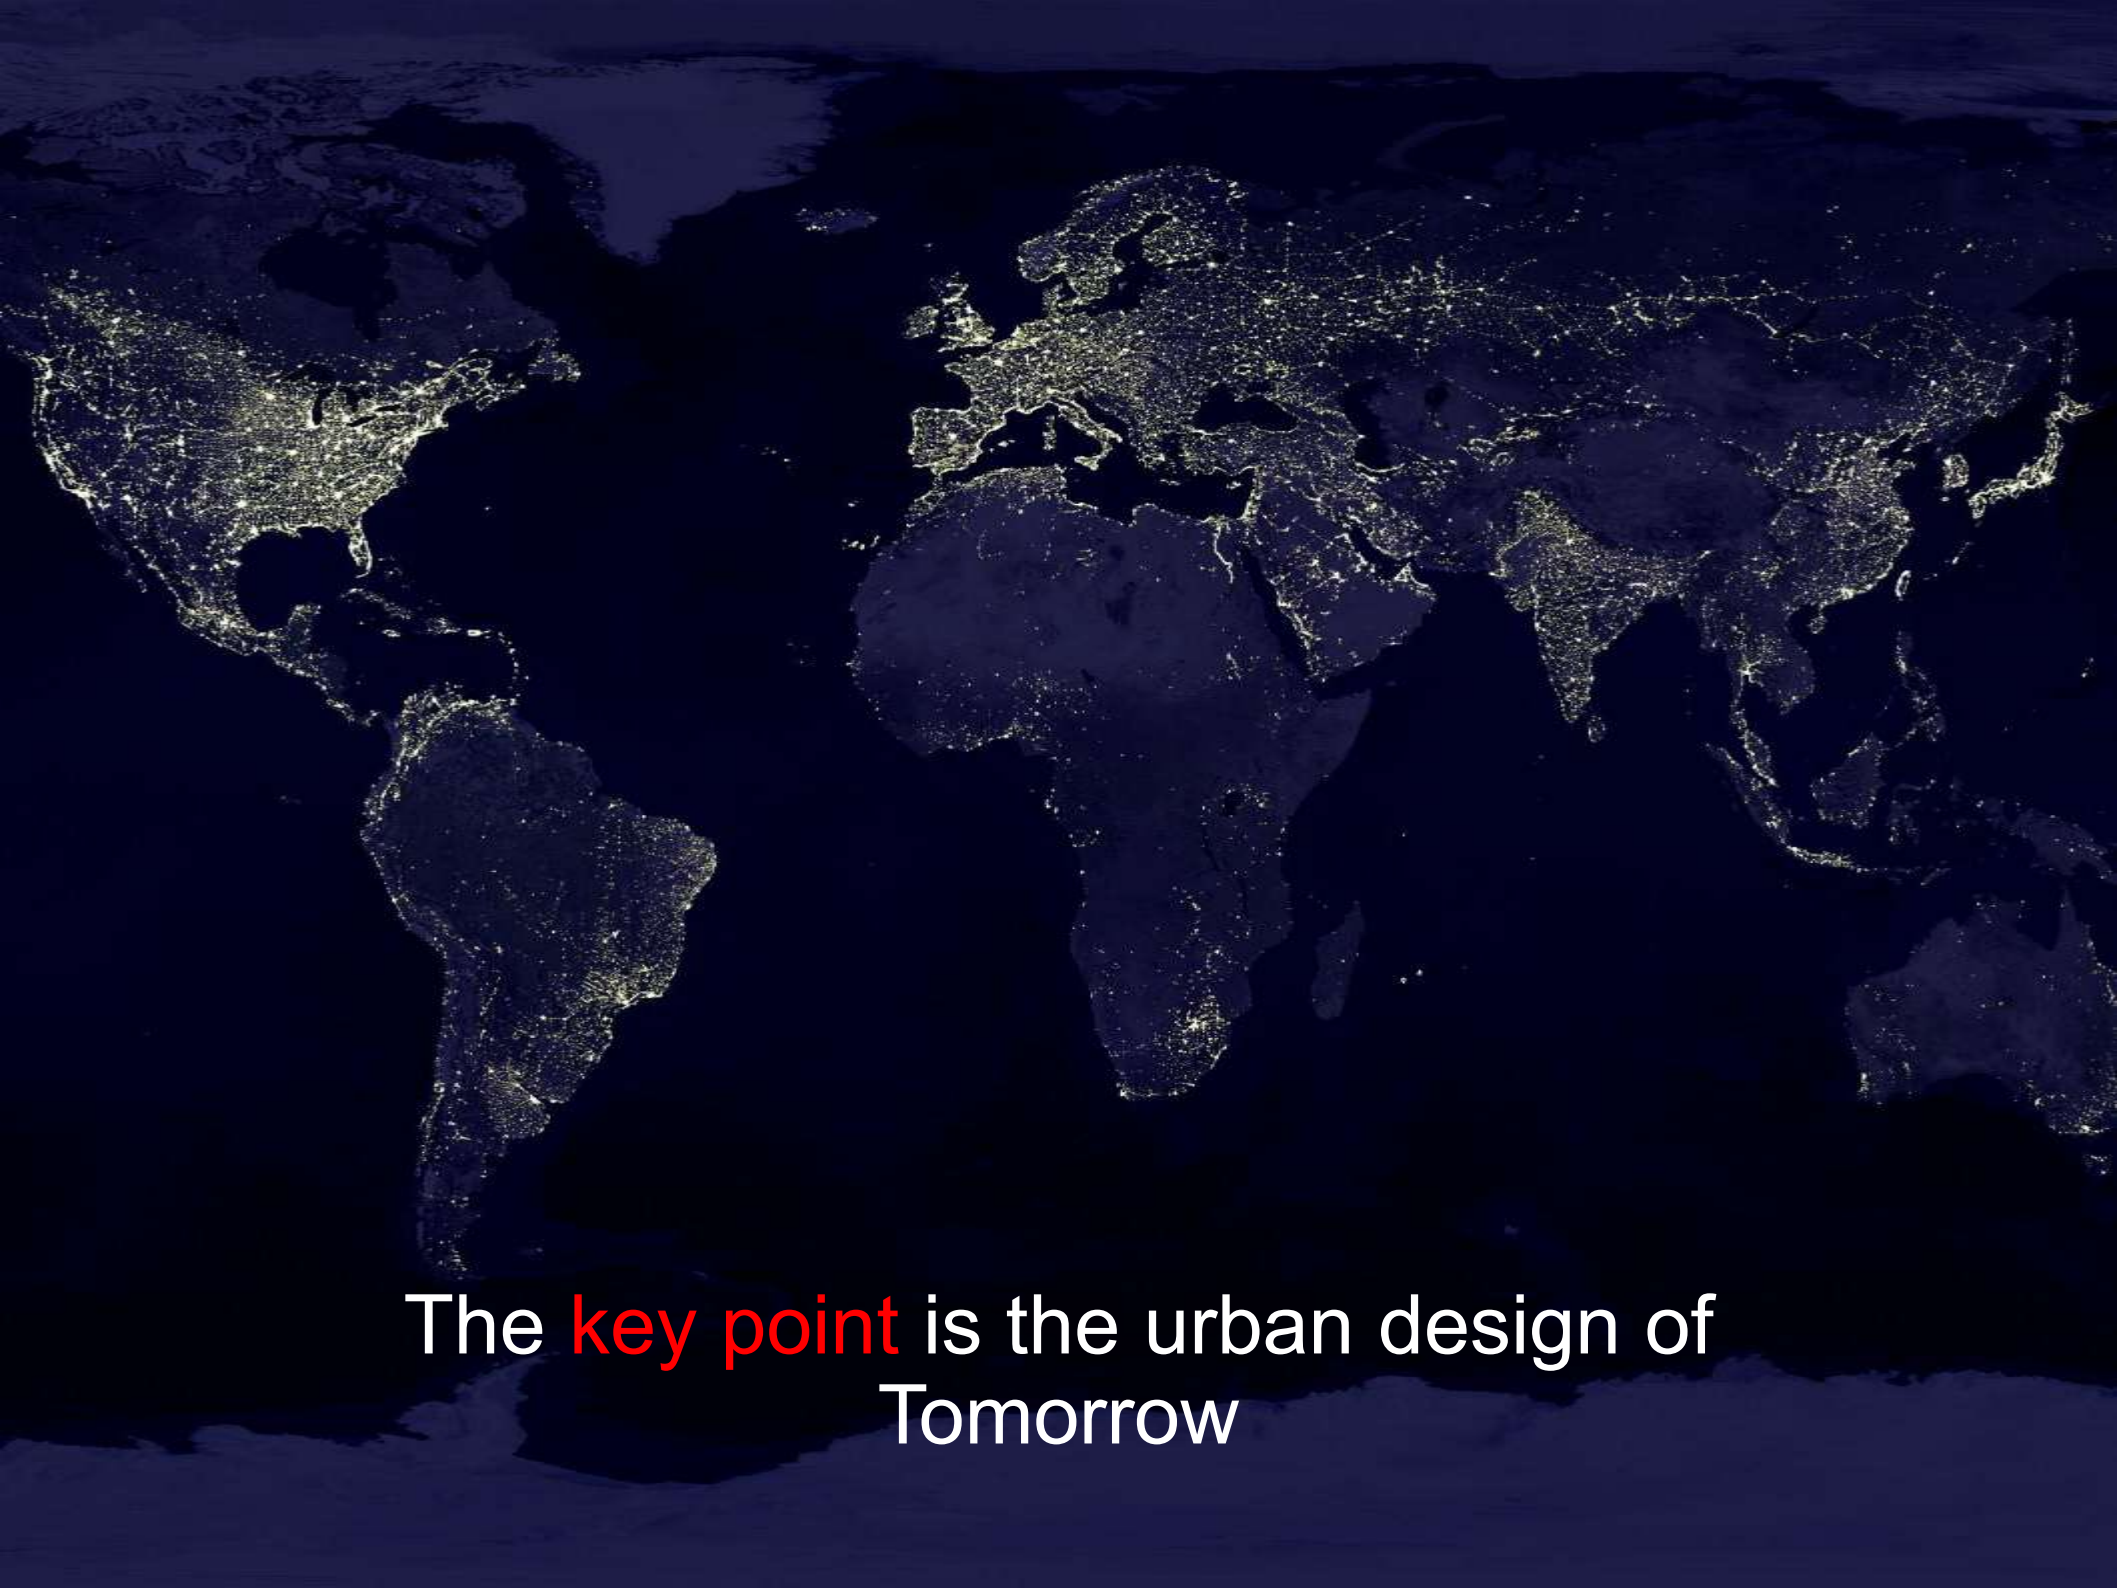 The key point is the urban design of
Tomorrow